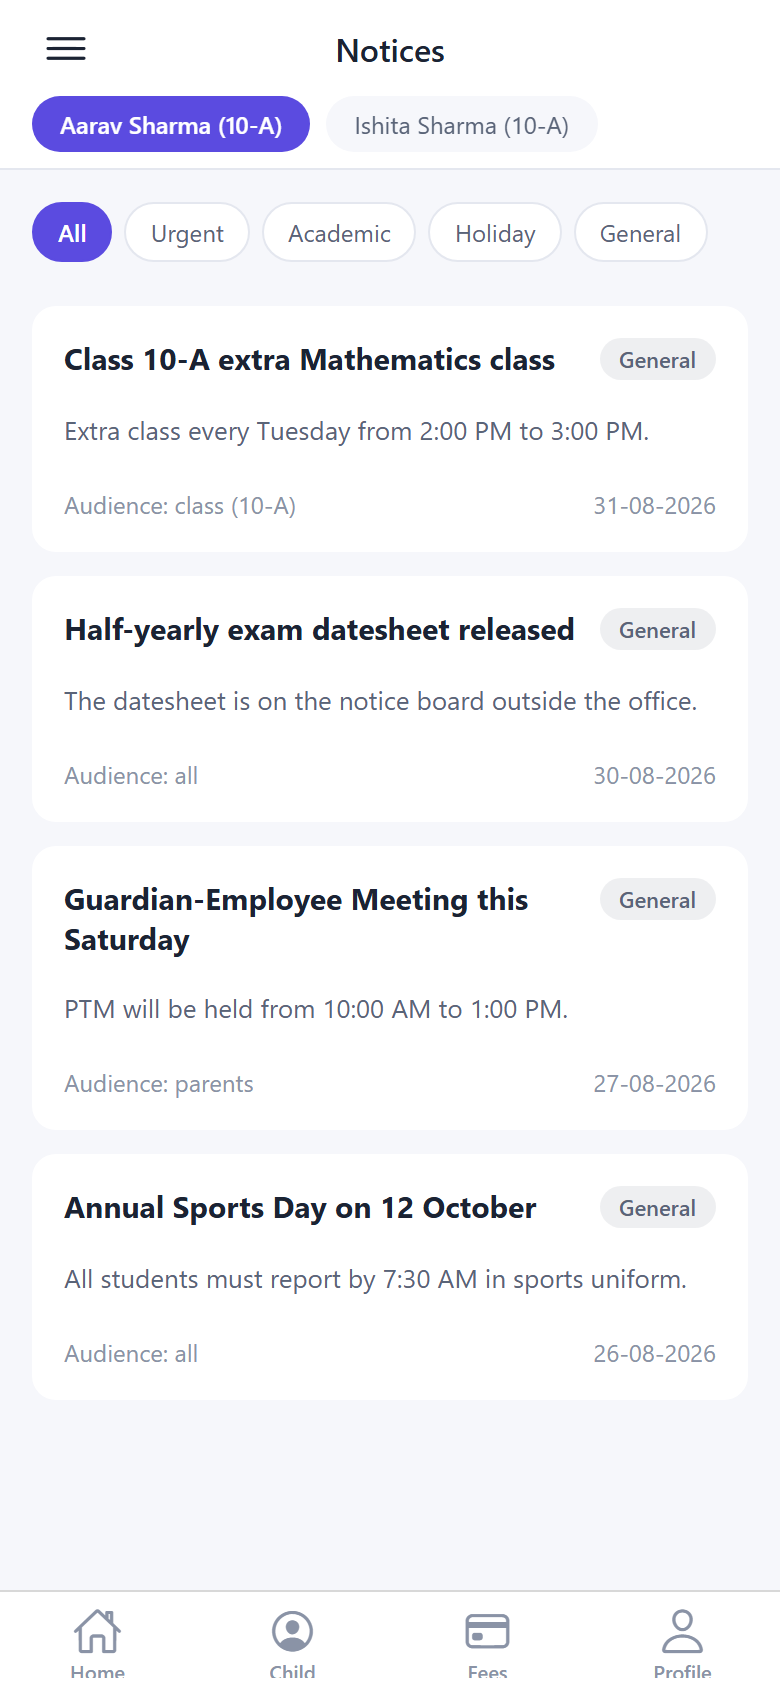 Notices
Aarav Sharma (10-A)
Ishita Sharma (10-A)
All
Urgent
Academic
Holiday
General
Class 10-A extra Mathematics class
General
Extra class every Tuesday from 2:00 PM to 3:00 PM.
Audience: class (10-A)
31-08-2026
Half-yearly exam datesheet released
General
The datesheet is on the notice board outside the office.
Audience: all
30-08-2026
Guardian-Employee Meeting this
Saturday
General
PTM will be held from 10:00 AM to 1:00 PM.
Audience: parents
27-08-2026
Annual Sports Day on 12 October
General
All students must report by 7:30 AM in sports uniform.
Audience: all
26-08-2026
Home
Child
Fees
Profile